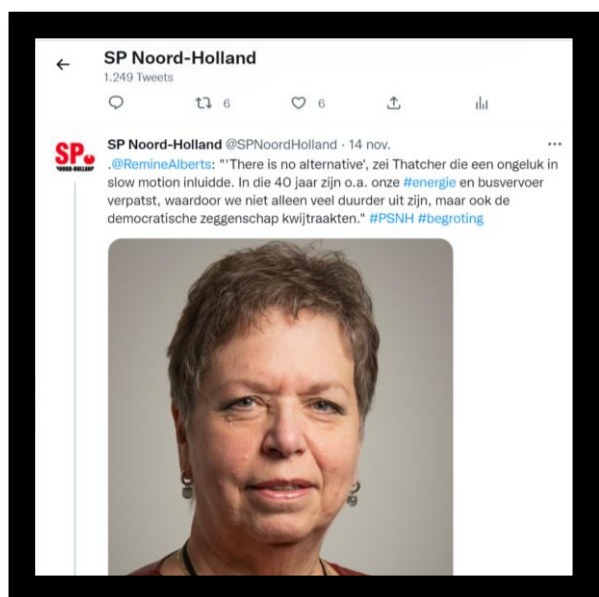 SP Noord-Holland
1.249 Tweets
6 6
SP Noord-Holland @SPNoordHolland · 14 nov.
SP
NOORD-HOLLAND
.@RemineAlberts: "'There is no alternative', zei Thatcher die een ongeluk in
slow motion inluidde. In die 40 jaar zijn o.a. onze #energie en busvervoer
verpatst, waardoor we niet alleen veel duurder uit zijn, maar ook de
democratische zeggenschap kwijtraakten." #PSNH #begroting